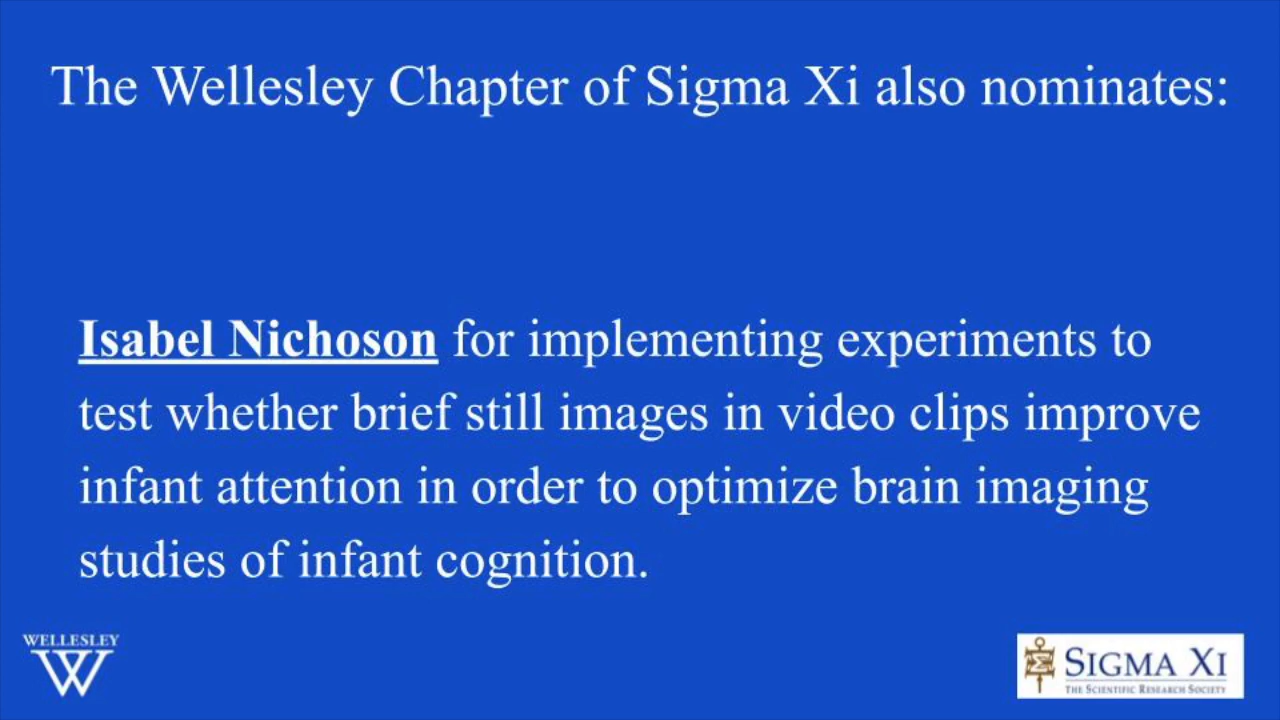 The Wellesley Chapter of Sigma Xi also nominates:
Isabel Nichoson for implementing experiments to
test whether brief still images in video clips improve
infant attention in order to optimize brain imaging
studies of infant cognition.
WELLESLEY
W
SIGMA XI
THE SCIENTIFIC RESEARCH SOCIETY